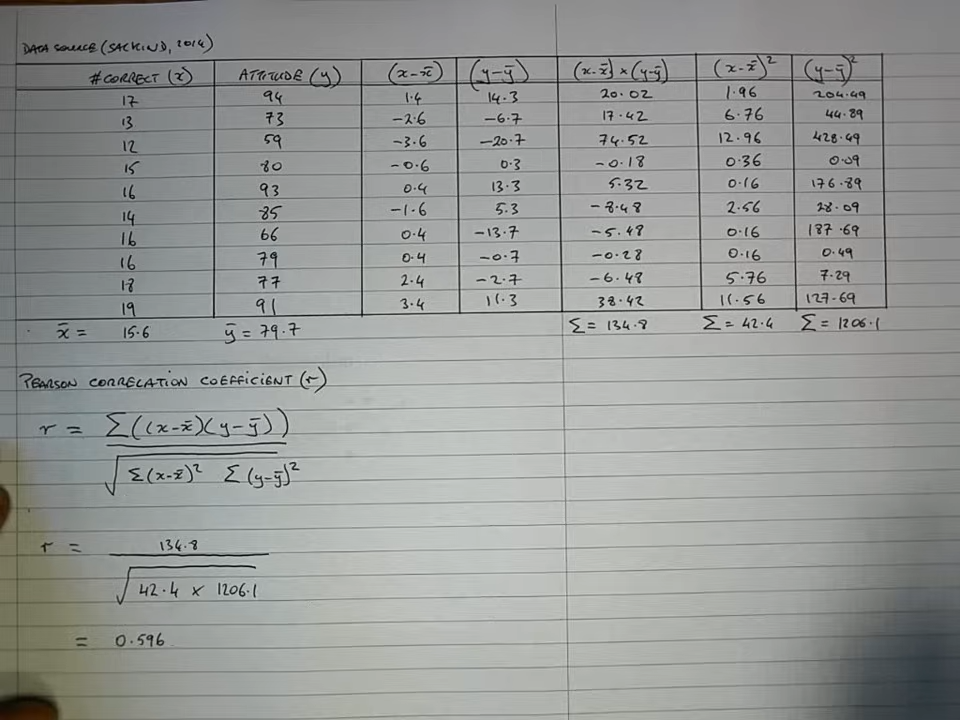 DATA SOURCE (SALKIND, 2014)
#CORRECT (x) ATTITUDE (y) (x-x̄) (y-ȳ) (x-x̄)×(y-ȳ) (x-x̄)² (y-ȳ)²
17 94 1.4 14.3 20.02 1.96 204.49
13 73 -2.6 -6.7 17.42 6.76 44.89
12 59 -3.6 -20.7 74.52 12.96 428.49
15 80 -0.6 0.3 -0.18 0.36 0.09
16 93 0.4 13.3 5.32 0.16 176.89
14 85 -1.6 5.3 -8.48 2.56 28.09
16 66 0.4 -13.7 -5.48 0.16 187.69
16 79 0.4 -0.7 -0.28 0.16 0.49
18 77 2.4 -2.7 -6.48 5.76 7.29
19 91 3.4 11.3 38.42 11.56 127.69
x̄ = 15.6 ȳ = 79.7 Σ = 134.8 Σ = 42.4 Σ = 1206.1
PEARSON CORRELATION COEFFICIENT (r)
r = Σ((x-x̄)(y-ȳ))
√Σ(x-x̄)² Σ(y-ȳ)²
r = 134.8
√42.4 × 1206.1
= 0.596